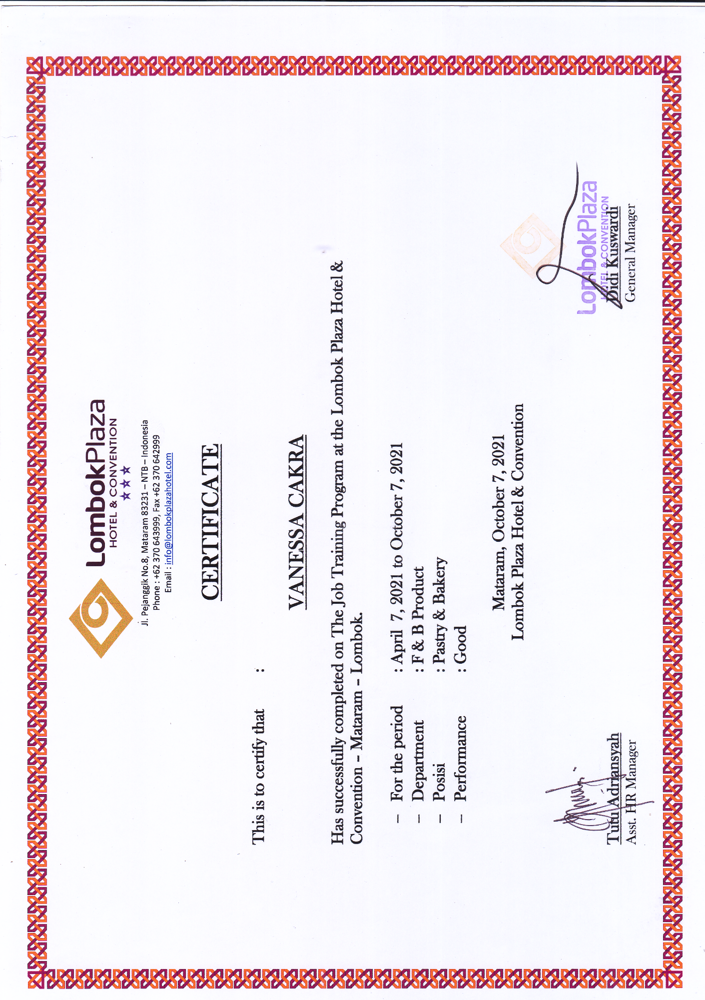 LombokPlaza
HOTEL & CONVENTION
Jl. Pejanggik No.8, Mataram 83231 – NTB – Indonesia
Phone : +62 370 643999, Fax +62 370 642999
Email : info@lombokplazahotel.com
CERTIFICATE
This is to certify that :
VANESSA CAKRA
Has successfully completed on The Job Training Program at the Lombok Plaza Hotel &
Convention – Mataram – Lombok.
– For the period : April 7, 2021 to October 7, 2021
– Department : F & B Product
– Posisi : Pastry & Bakery
– Performance : Good
Mataram, October 7, 2021
Lombok Plaza Hotel & Convention
LombokPlaza
HOTEL & CONVENTION
Tutu Adriansyah Didi Kuswardi
Asst. HR Manager General Manager